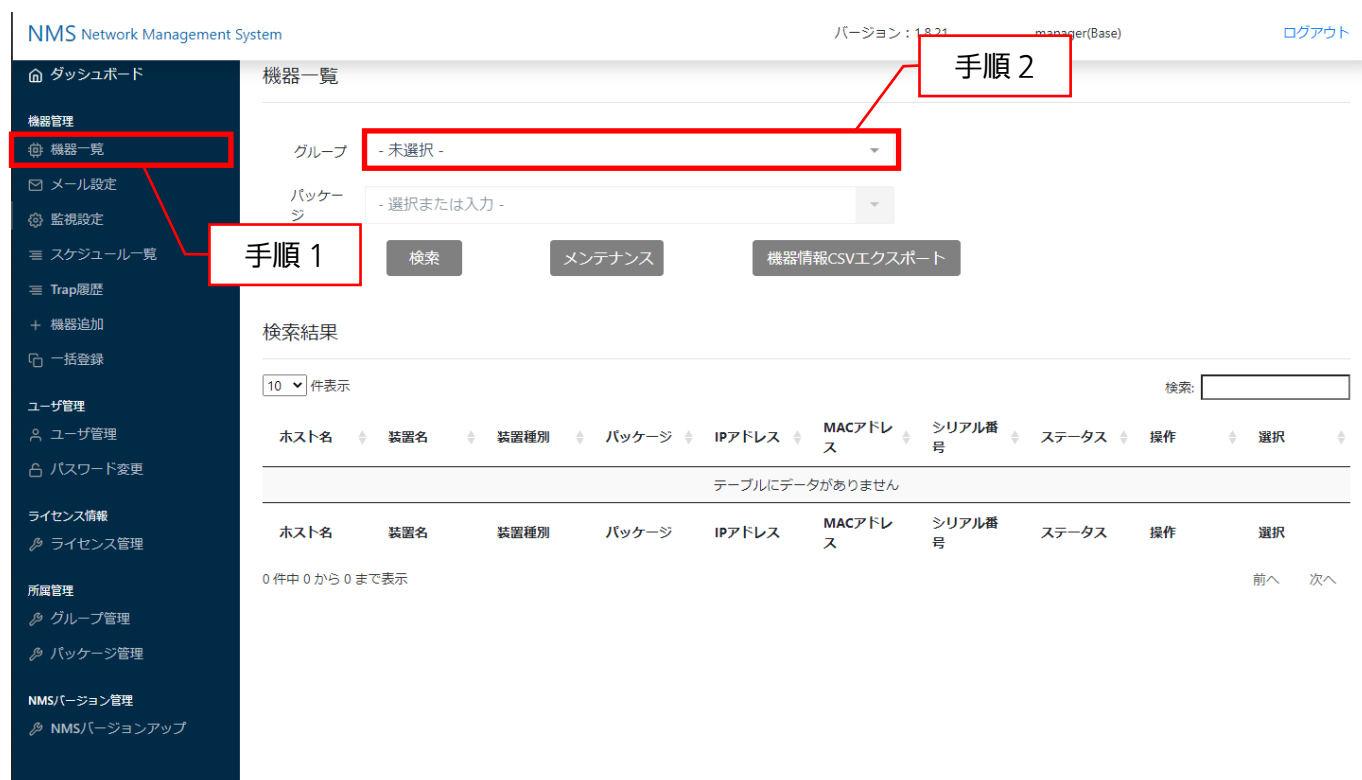 NMS Network Management System
バージョン：1.8.21
manager(Base)
ログアウト
手順 2
ダッシュボード
機器管理
機器一覧
メール設定
監視設定
スケジュール一覧
Trap履歴
機器追加
一括登録
ユーザ管理
ユーザ管理
パスワード変更
ライセンス情報
ライセンス管理
所属管理
グループ管理
パッケージ管理
NMSバージョン管理
NMSバージョンアップ
手順 1
機器一覧
グループ - 未選択 -
パッケー
ジ
- 選択または入力 -
検索 メンテナンス 機器情報CSVエクスポート
検索結果
10 件表示 検索:
ホスト名 装置名 装置種別 パッケージ IPアドレス MACアドレ
ス
シリアル番
号
ステータス 操作 選択
テーブルにデータがありません
ホスト名 装置名 装置種別 パッケージ IPアドレス MACアドレ
ス
シリアル番
号
ステータス 操作 選択
0 件中 0 から 0 まで表示 前へ 次へ